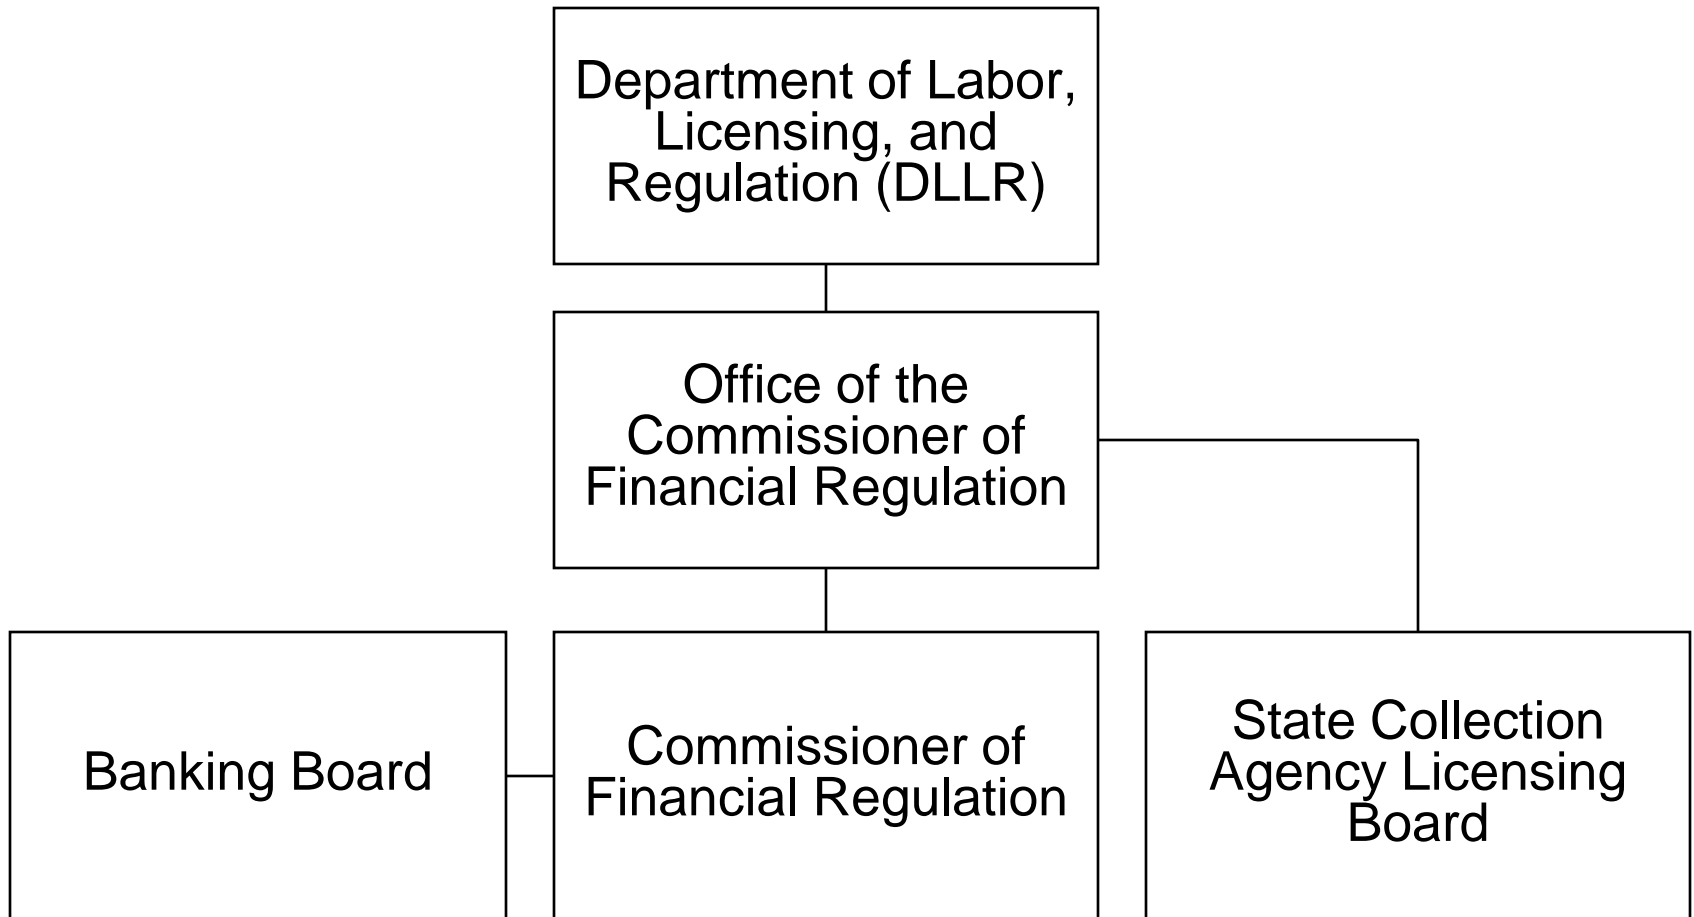 Department of Labor,
Licensing, and
Regulation (DLLR)
Office of the
Commissioner of
Financial Regulation
Banking Board
Commissioner of
Financial Regulation
State Collection
Agency Licensing
Board